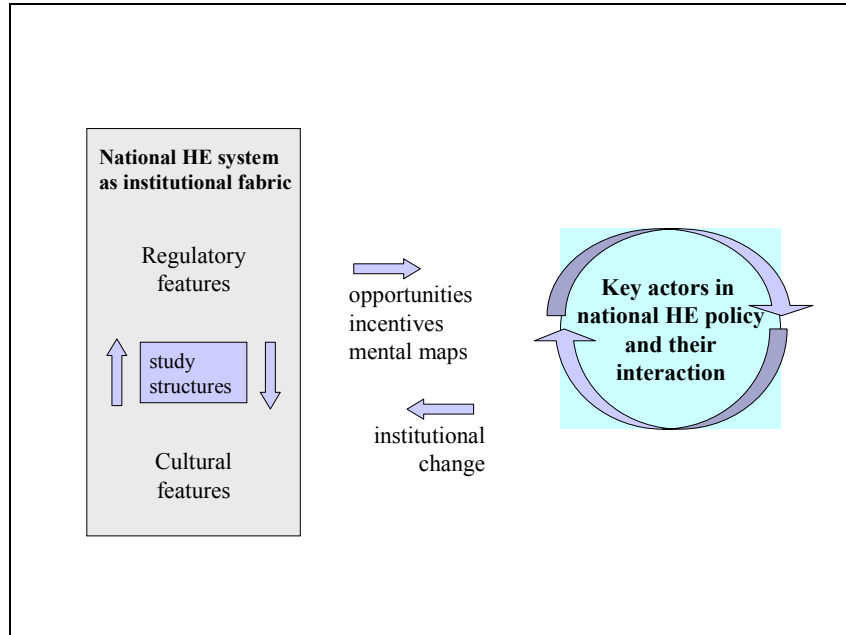 National HE system
as institutional fabric
Regulatory
features
study
structures
Cultural
features
opportunities
incentives
mental maps
institutional
change
Key actors in
national HE policy
and their
interaction